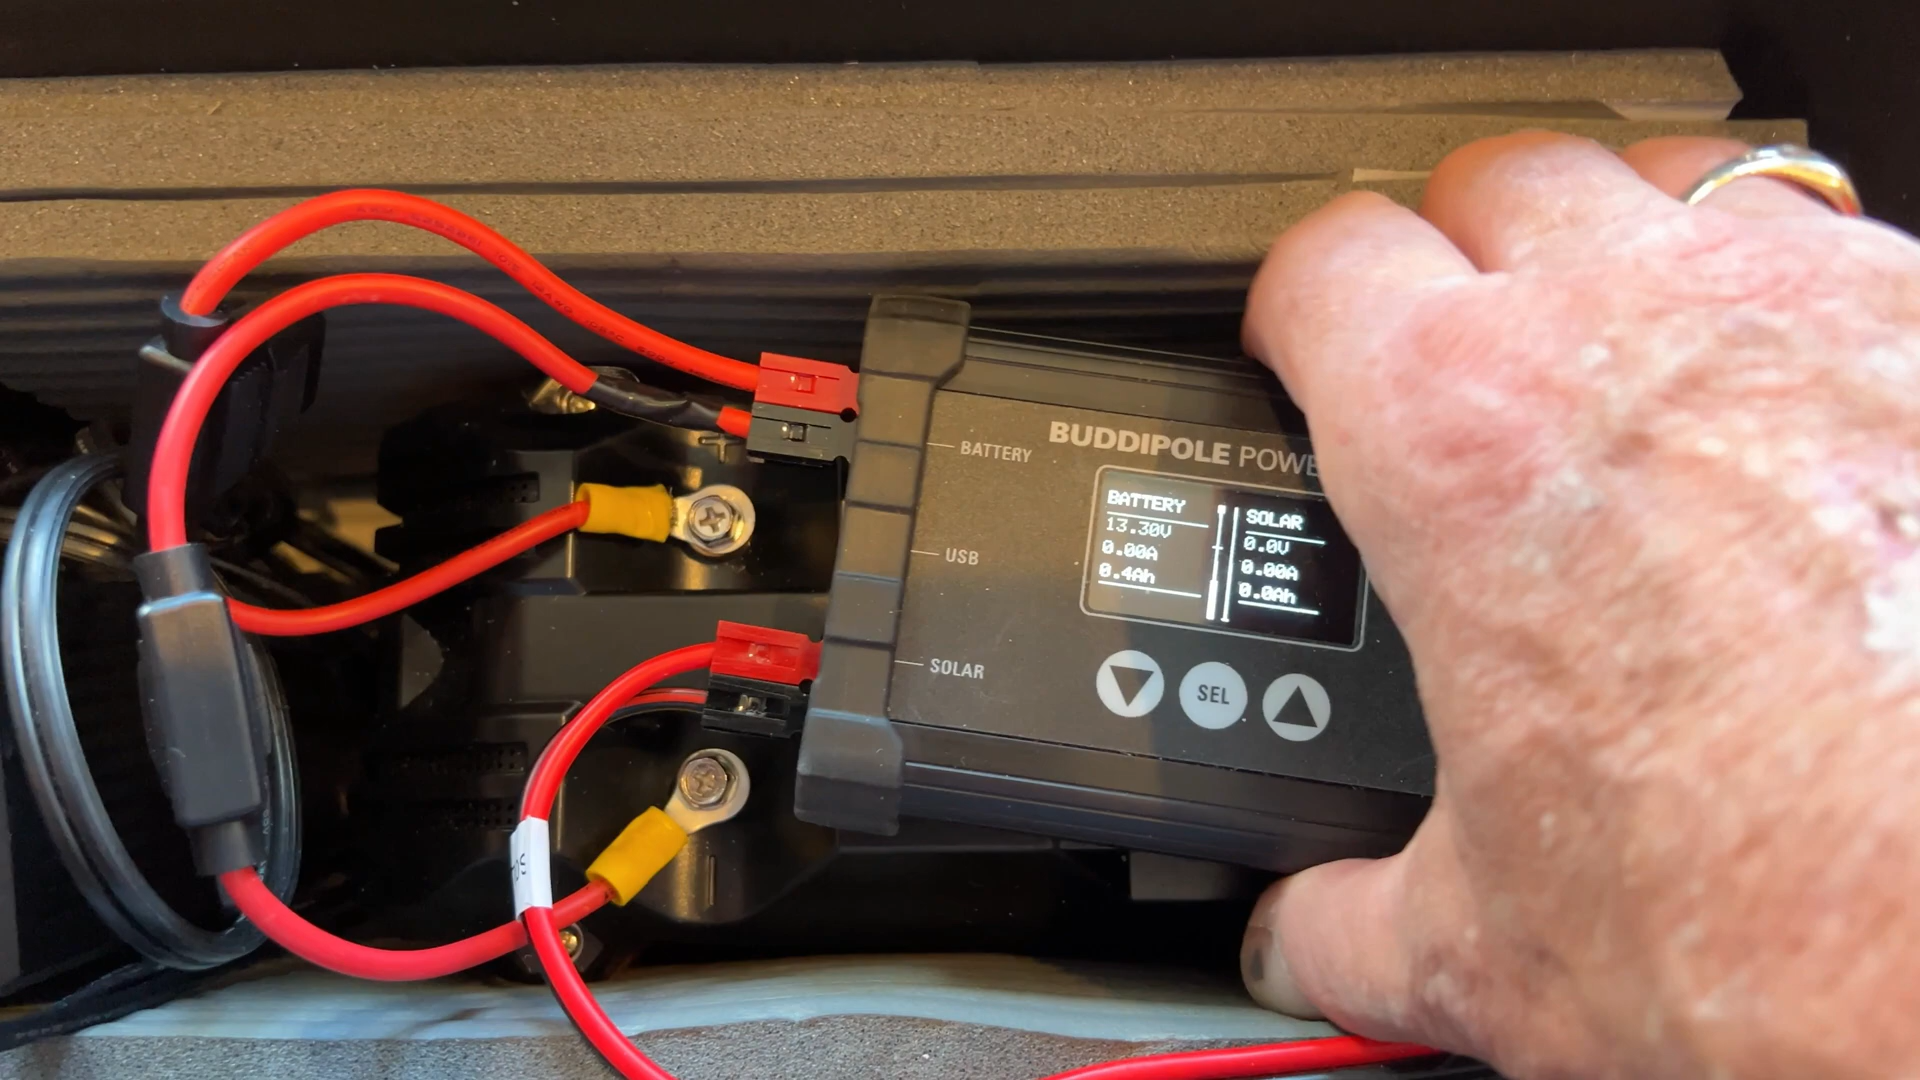 BUDDIPOLE POWE
BATTERY
USB
SOLAR
BATTERY
13.30V
0.00A
0.4Ah
SOLAR
0.0V
0.00A
0.0Ah
SEL
+